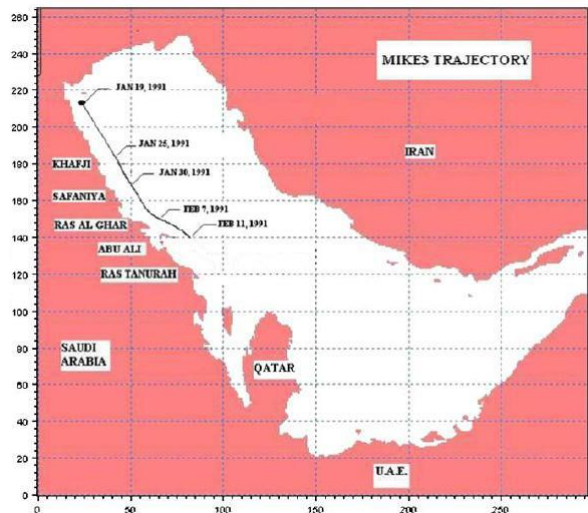 260
240
220
200
180
160
140
120
100
80
60
40
20
0
MIKE3 TRAJECTORY
JAN 19, 1991
JAN 25, 1991
JAN 30, 1991
FEB 7, 1991
FEB 11, 1991
IRAN
KHAFJI
SAFANIYA
RAS AL GHAR
ABU ALI
RAS TANURAH
SAUDI
ARABIA
QATAR
U.A.E.
0
50
100
150
200
250